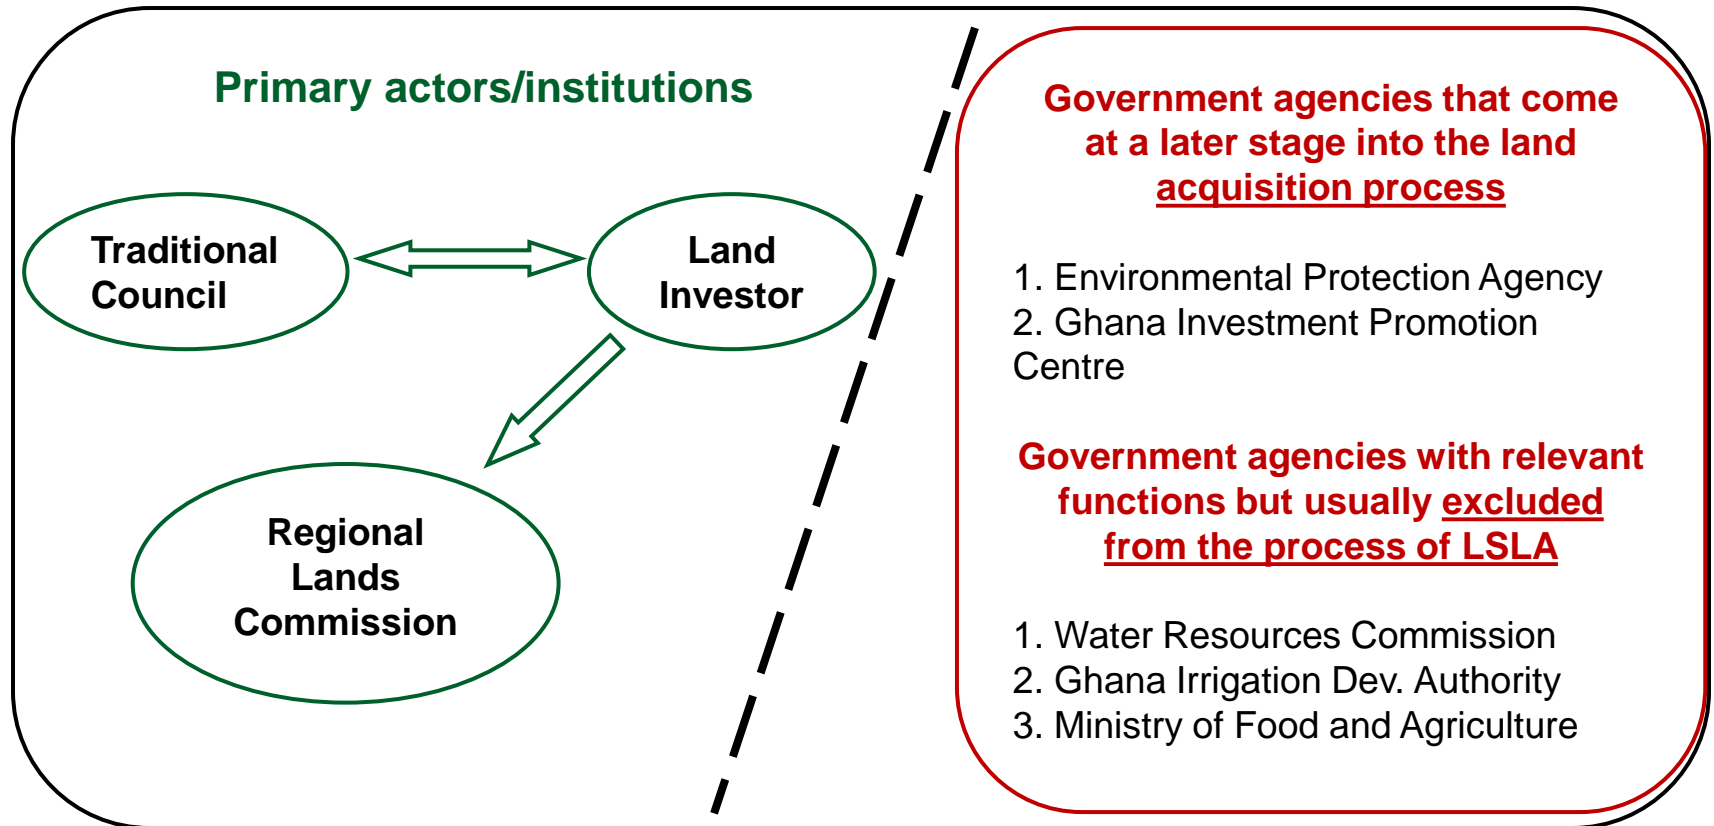 Primary actors/institutions
Traditional
Council
Land
Investor
Regional
Lands
Commission
Government agencies that come
at a later stage into the land
acquisition process
1. Environmental Protection Agency
2. Ghana Investment Promotion
Centre
Government agencies with relevant
functions but usually excluded
from the process of LSLA
1. Water Resources Commission
2. Ghana Irrigation Dev. Authority
3. Ministry of Food and Agriculture